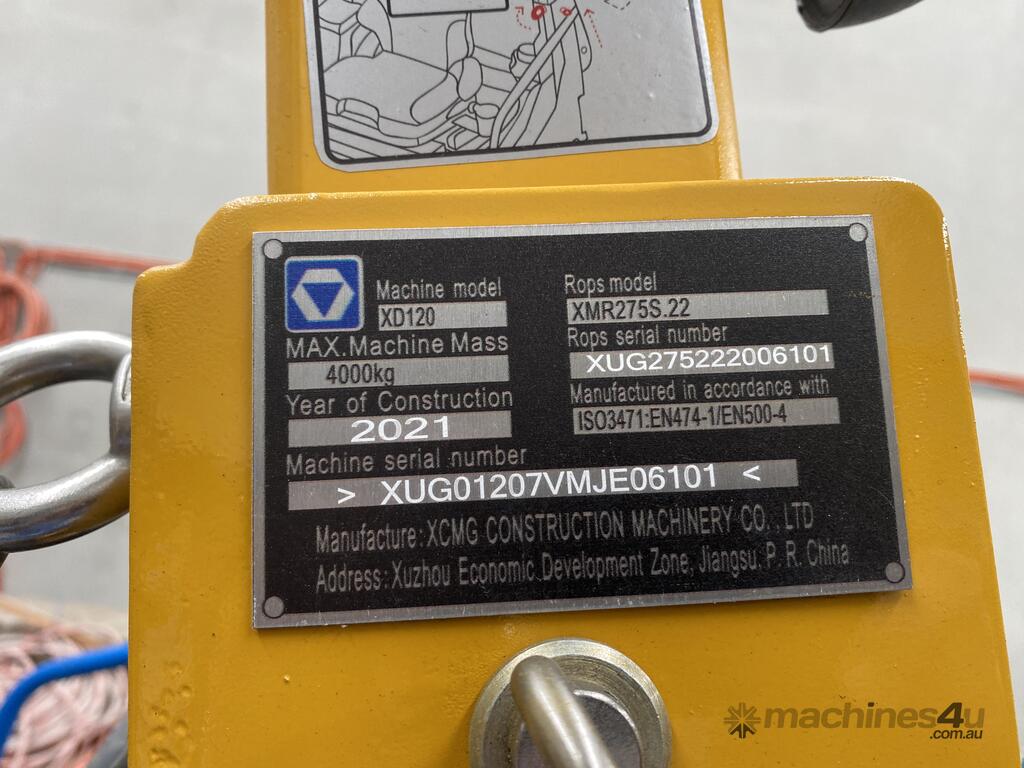 Machine model
XD120
MAX.Machine Mass
4000kg
Year of Construction
2021
Rops model
XMR275S.22
Rops serial number
XUG275222006101
Manufactured in accordance with
ISO3471:EN474-1/EN500-4
Machine serial number
> XUG01207VMJE06101 <
Manufacture: XCMG CONSTRUCTION MACHINERY CO., LTD
Address: Xuzhou Economic Development Zone, Jiangsu, P. R. China
machines4u
.com.au